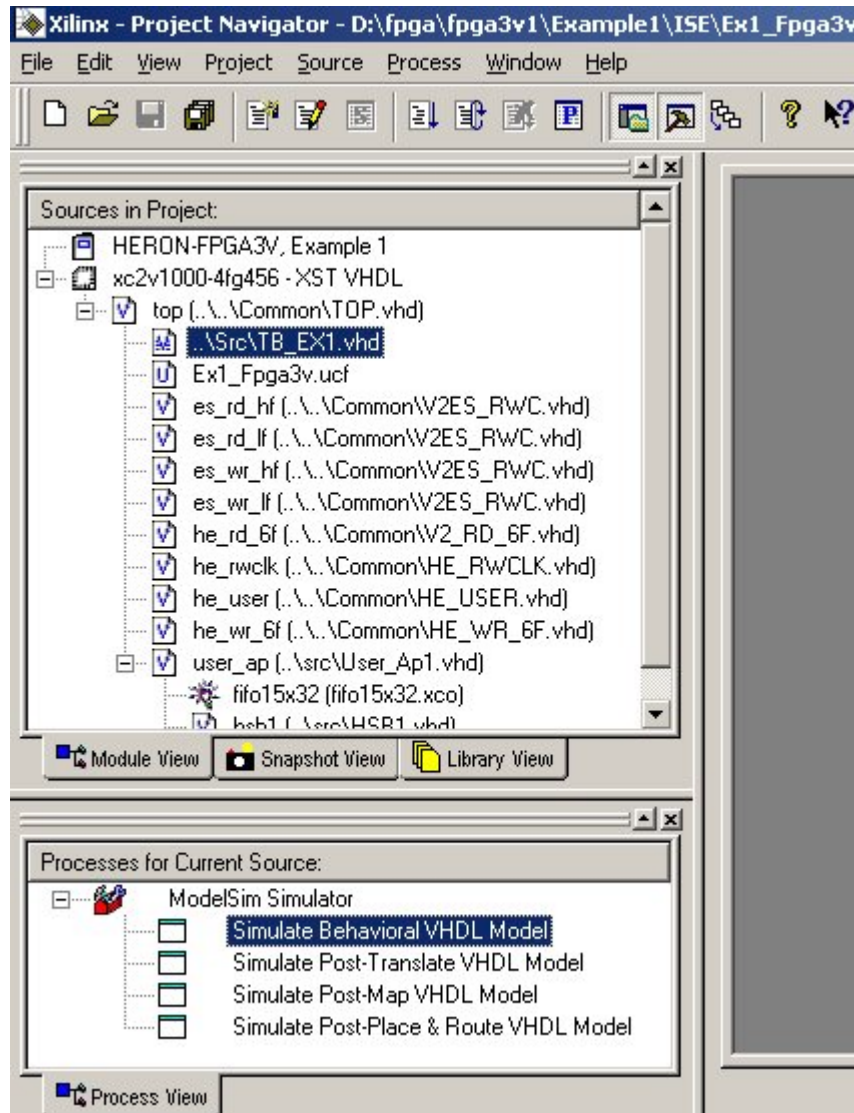 Xilinx - Project Navigator - D:\fpga\fpga3v1\Example1\ISE\Ex1_Fpga3v
File Edit View Project Source Process Window Help
Sources in Project:
HERON-FPGA3V, Example 1
xc2v1000-4fg456 - XST VHDL
top (..\..\Common\TOP.vhd)
..\Src\TB_EX1.vhd
Ex1_Fpga3v.ucf
es_rd_hf (..\..\Common\V2ES_RWC.vhd)
es_rd_lf (..\..\Common\V2ES_RWC.vhd)
es_wr_hf (..\..\Common\V2ES_RWC.vhd)
es_wr_lf (..\..\Common\V2ES_RWC.vhd)
he_rd_6f (..\..\Common\V2_RD_6F.vhd)
he_rwclk (..\..\Common\HE_RWCLK.vhd)
he_user (..\..\Common\HE_USER.vhd)
he_wr_6f (..\..\Common\HE_WR_6F.vhd)
user_ap (..\src\User_Ap1.vhd)
fifo15x32 (fifo15x32.xco)
hsb1 (..\src\HSB1.vhd)
Module View Snapshot View Library View
Processes for Current Source:
ModelSim Simulator
Simulate Behavioral VHDL Model
Simulate Post-Translate VHDL Model
Simulate Post-Map VHDL Model
Simulate Post-Place & Route VHDL Model
Process View